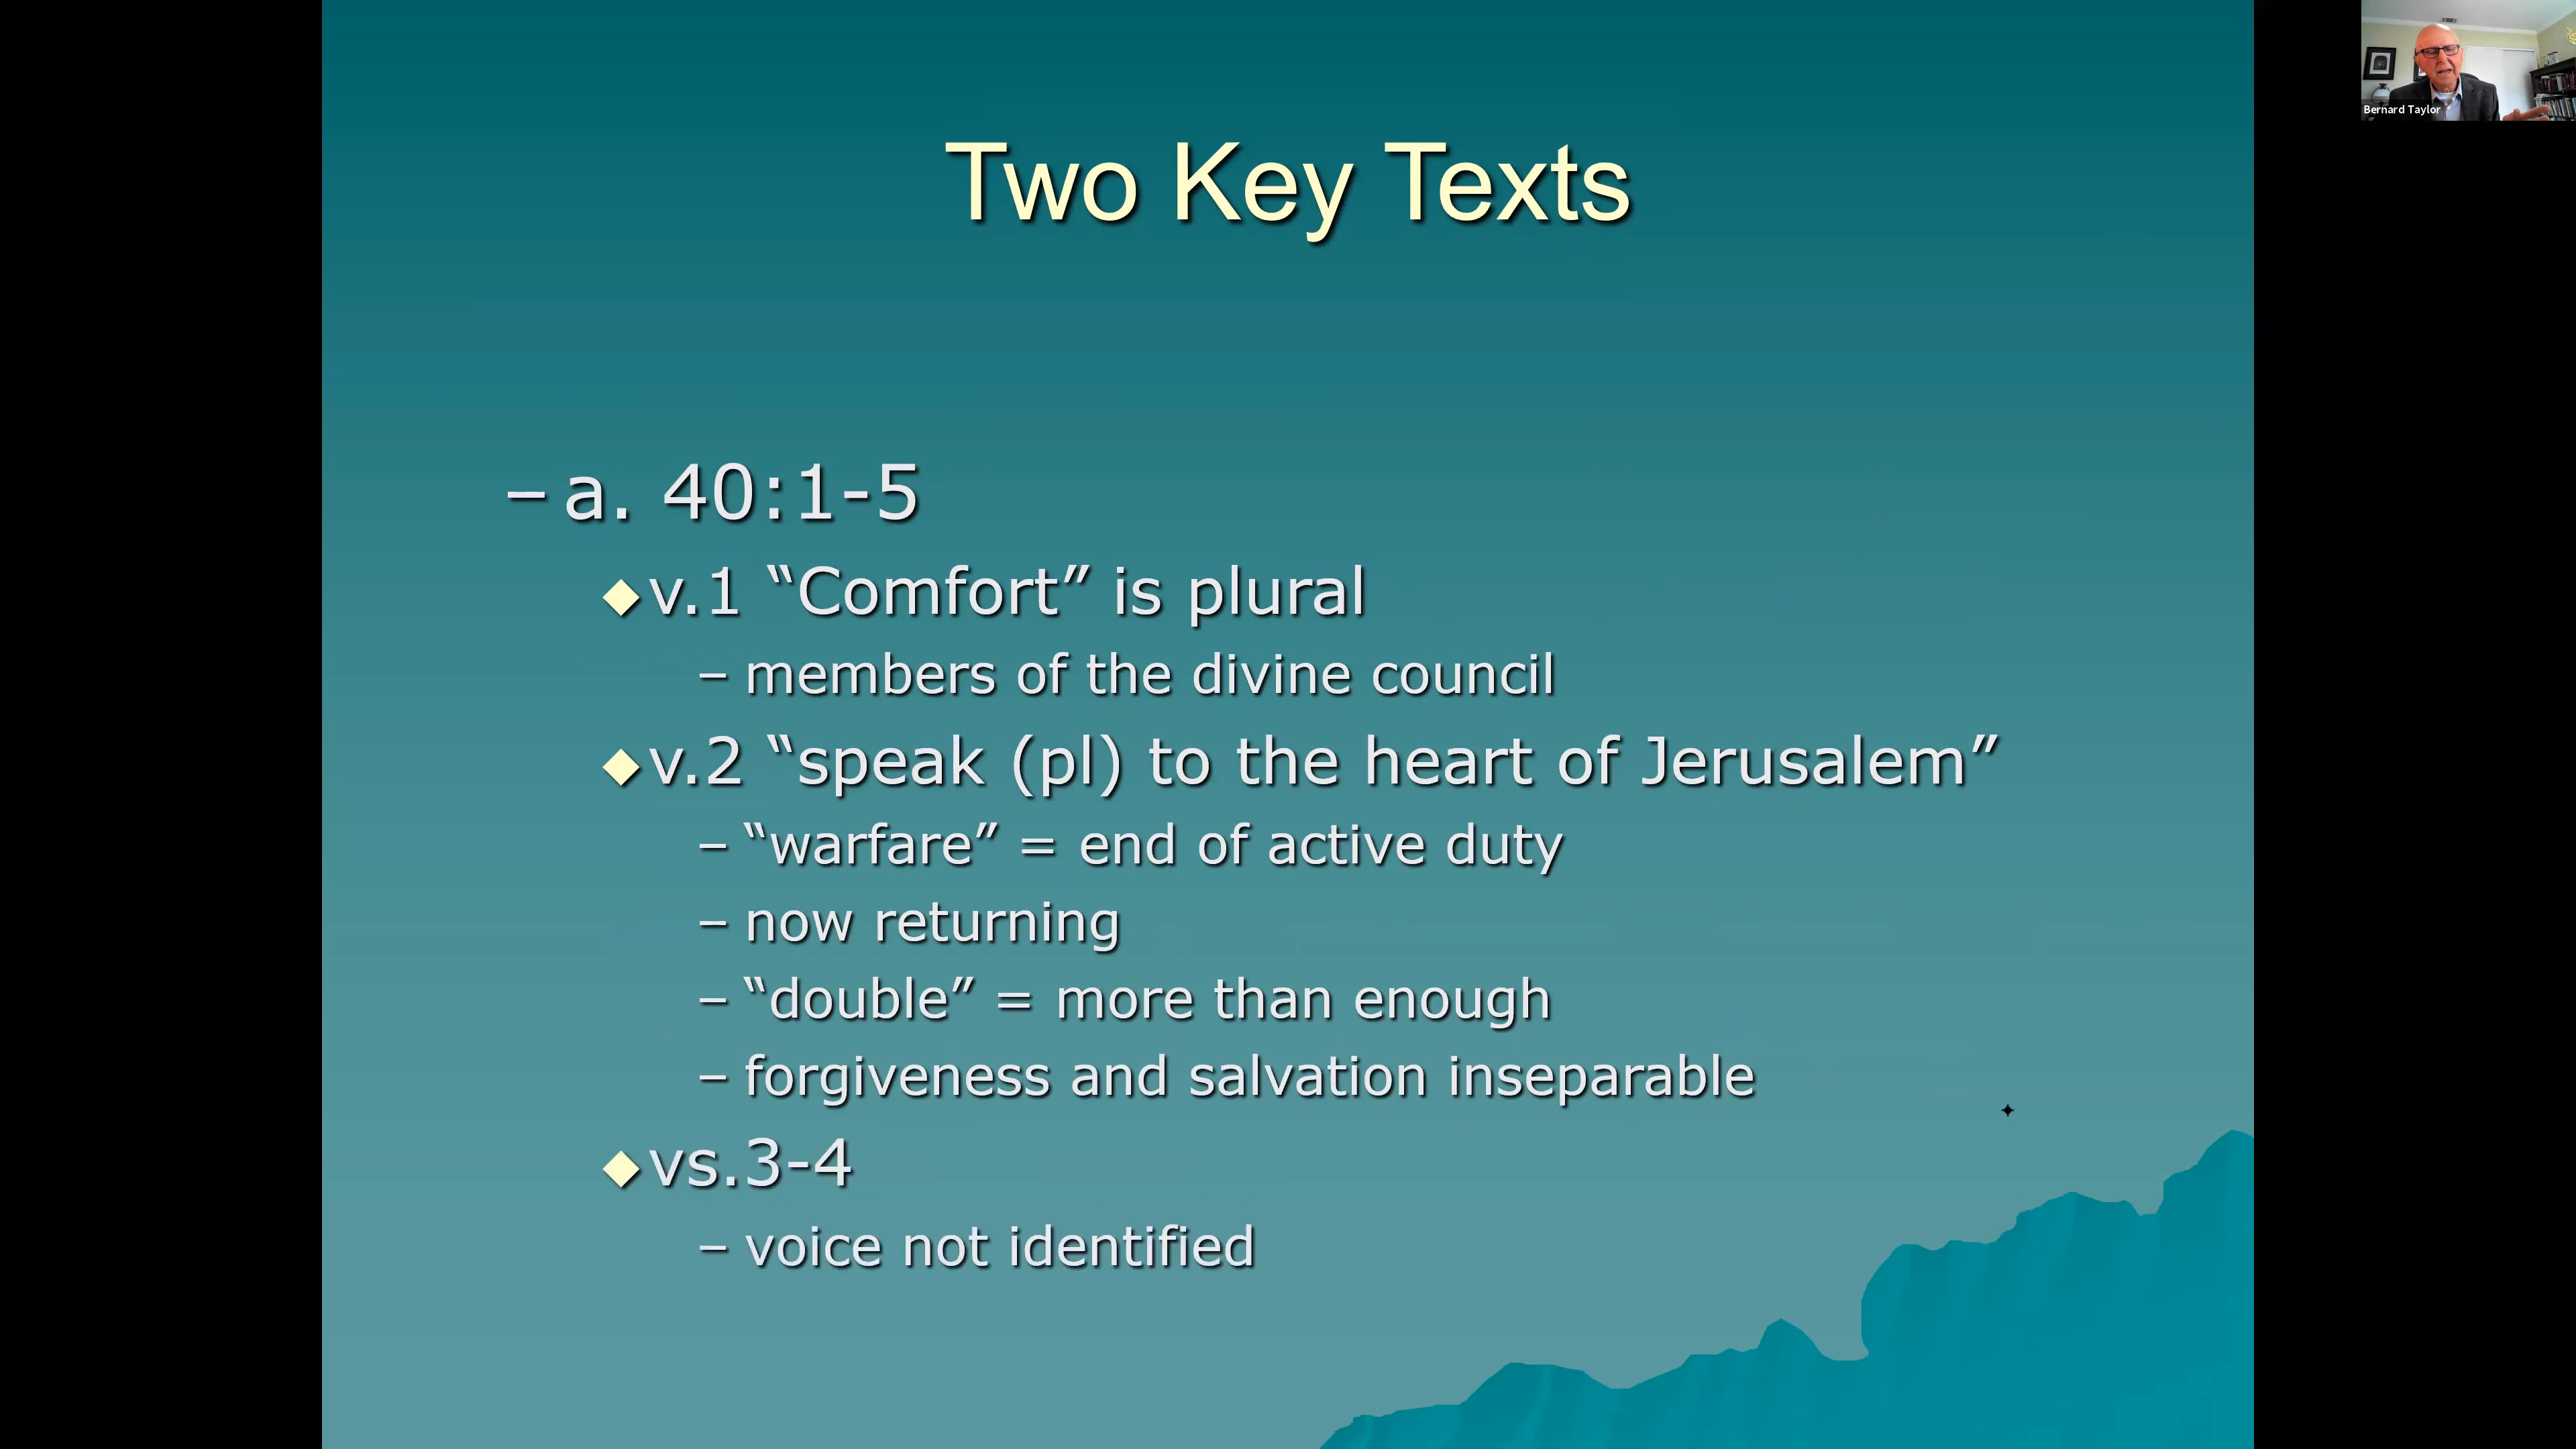 Two Key Texts
– a. 40:1-5
◆ v.1 “Comfort” is plural
– members of the divine council
◆ v.2 “speak (pl) to the heart of Jerusalem”
– “warfare” = end of active duty
– now returning
– “double” = more than enough
– forgiveness and salvation inseparable
◆ vs.3-4
– voice not identified
Bernard Taylor